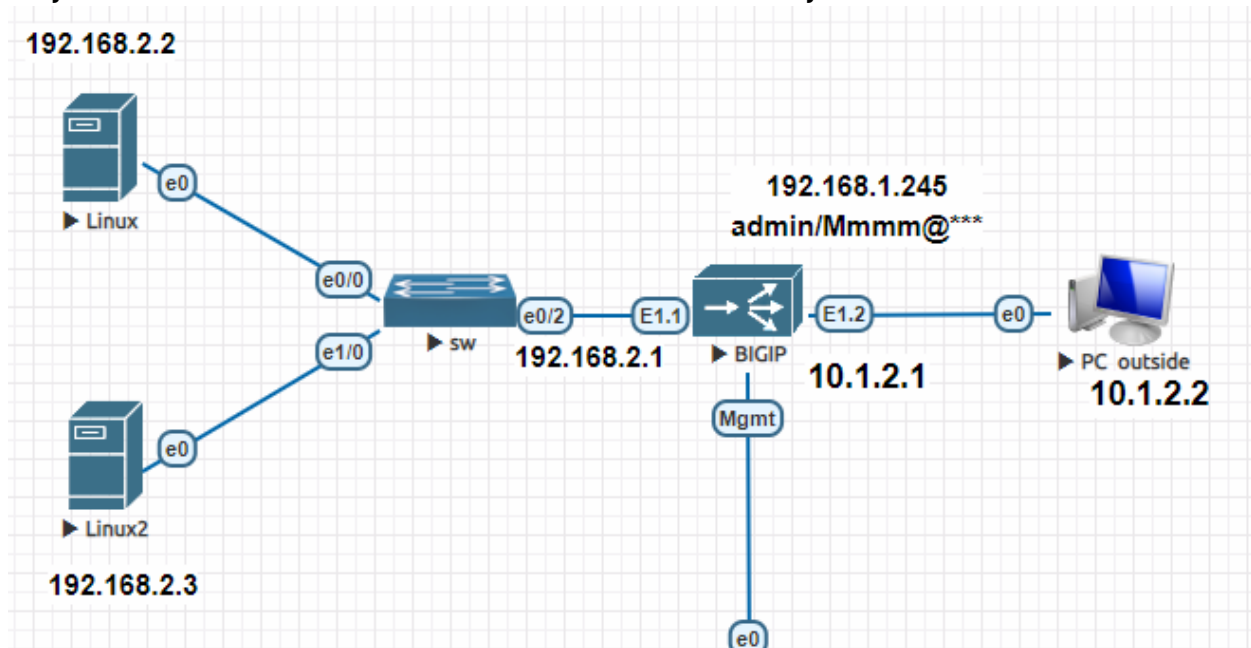 192.168.2.2
e0
Linux
192.168.1.245
admin/Mmmm@***
e0/0
e0/2
E1.1
E1.2
e0
e1/0
sw
192.168.2.1
BIGIP
10.1.2.1
PC outside
10.1.2.2
Mgmt
e0
Linux2
192.168.2.3
e0